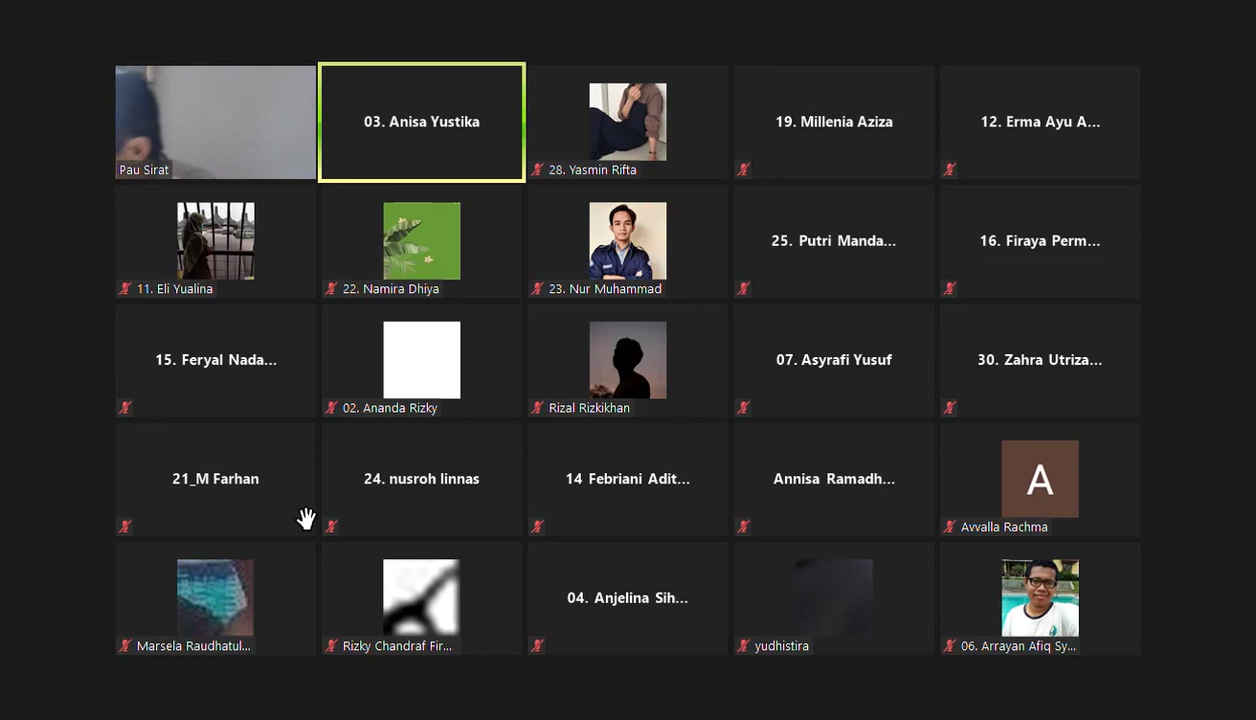 Pau Sirat
03. Anisa Yustika
28. Yasmin Rifta
19. Millenia Aziza
12. Erma Ayu A...
11. Eli Yualina
22. Namira Dhiya
23. Nur Muhammad
25. Putri Manda...
16. Firaya Perm...
15. Feryal Nada...
02. Ananda Rizky
Rizal Rizkikhan
07. Asyrafi Yusuf
30. Zahra Utriza...
21_M Farhan
24. nusroh linnas
14 Febriani Adit...
Annisa Ramadh...
A
Avvalla Rachma
Marsela Raudhatul...
Rizky Chandraf Fir...
04. Anjelina Sih...
yudhistira
06. Arrayan Afiq Sy...